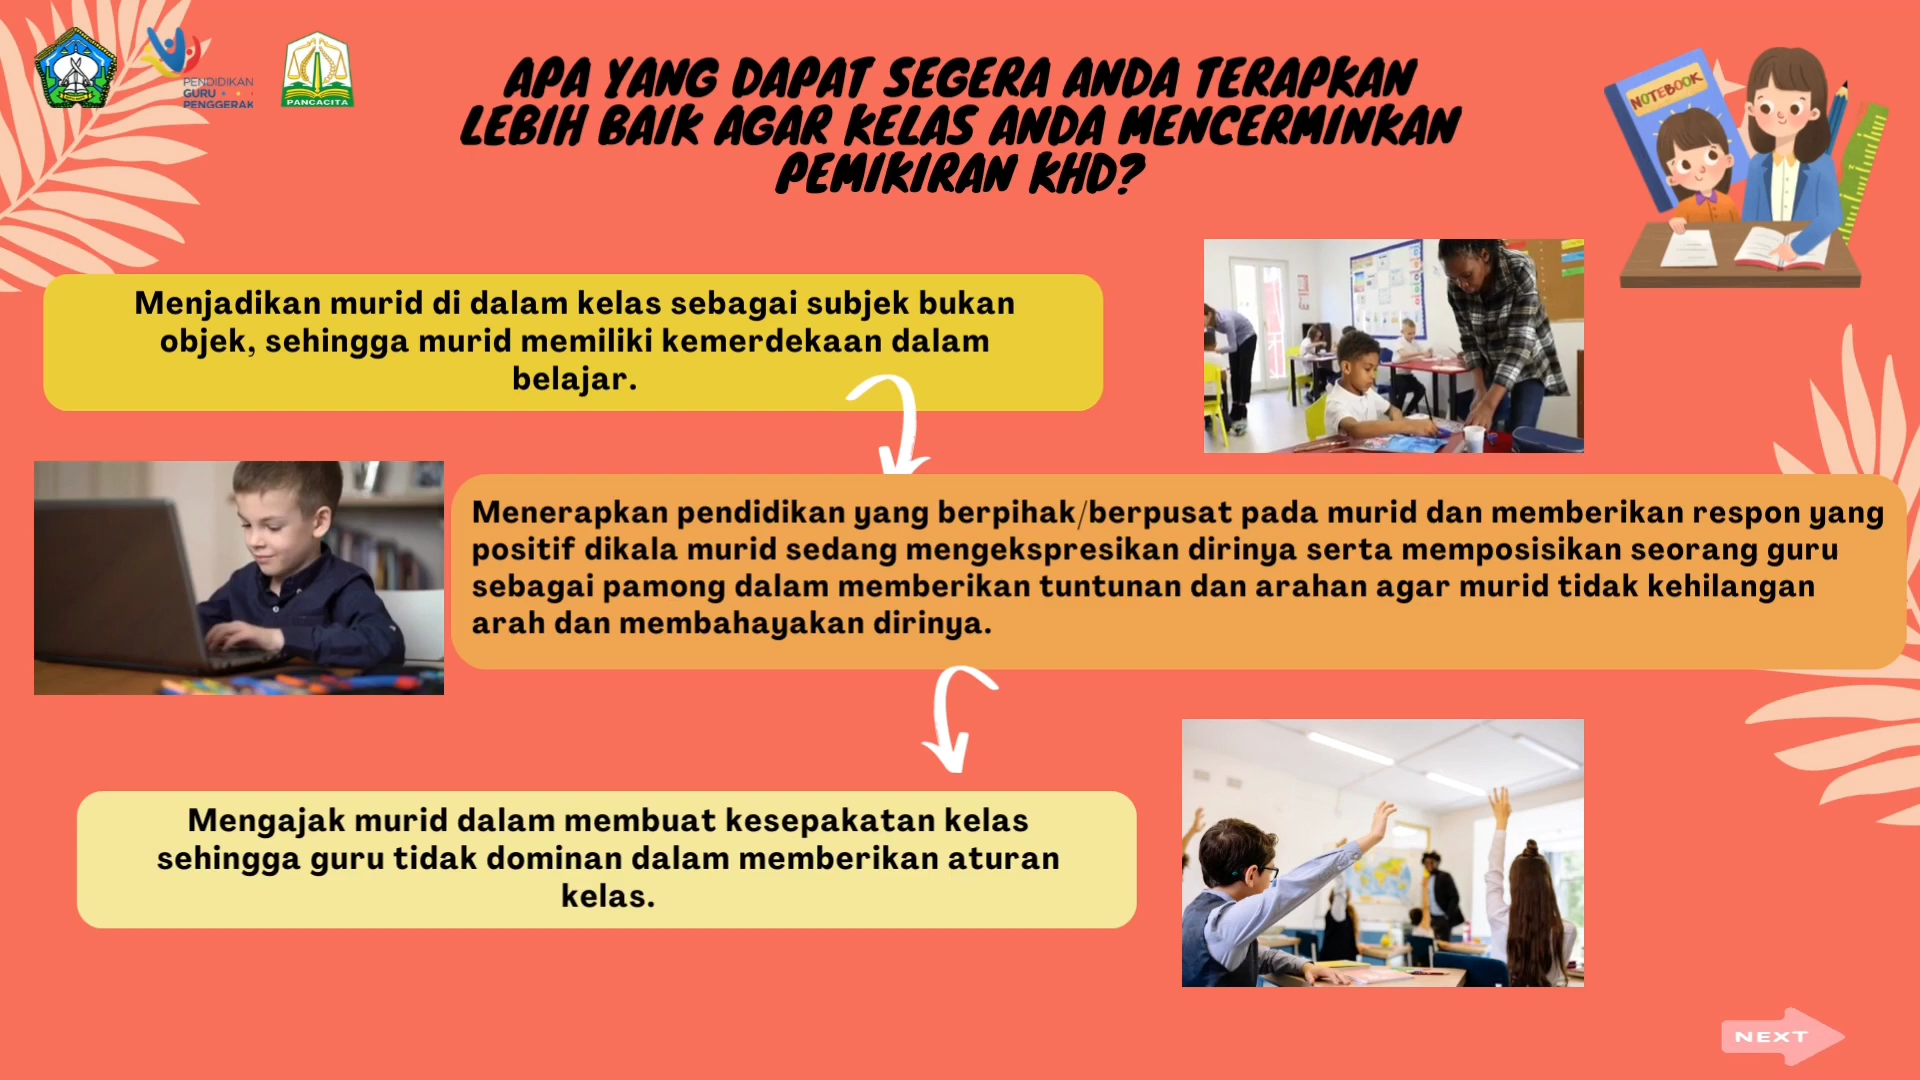 PENDIDIKAN
GURU
PENGGERAK
PANCACITA
APA YANG DAPAT SEGERA ANDA TERAPKAN
LEBIH BAIK AGAR KELAS ANDA MENCERMINKAN
PEMIKIRAN KHD?
NOTEBOOK
Menjadikan murid di dalam kelas sebagai subjek bukan
objek, sehingga murid memiliki kemerdekaan dalam
belajar.
Menerapkan pendidikan yang berpihak/berpusat pada murid dan memberikan respon yang
positif dikala murid sedang mengekspresikan dirinya serta memposisikan seorang guru
sebagai pamong dalam memberikan tuntunan dan arahan agar murid tidak kehilangan
arah dan membahayakan dirinya.
Mengajak murid dalam membuat kesepakatan kelas
sehingga guru tidak dominan dalam memberikan aturan
kelas.
NEXT